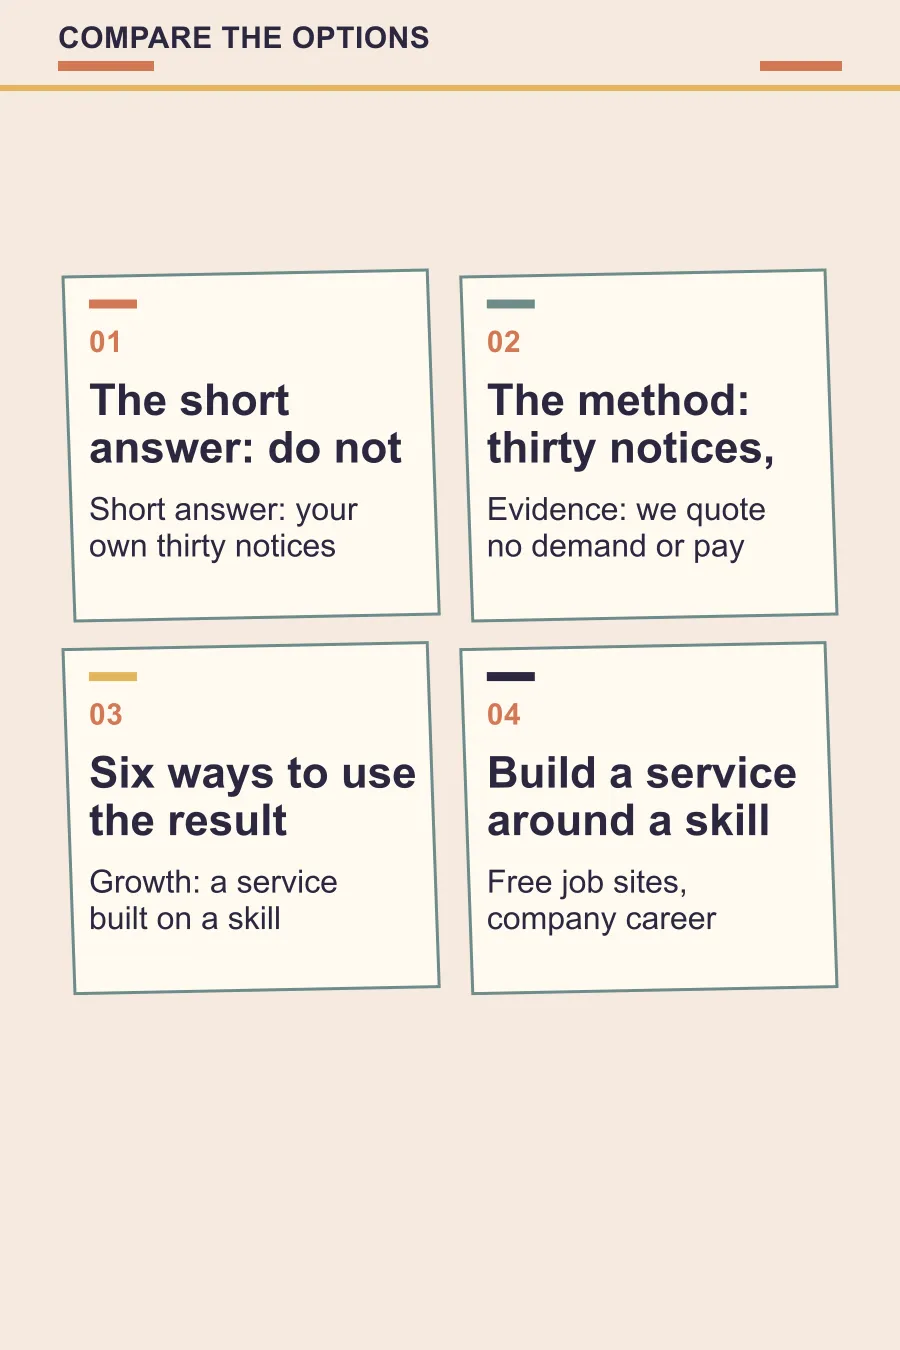 COMPARE THE OPTIONS
01
The short
answer: do not
Short answer: your
own thirty notices
02
The method:
thirty notices,
Evidence: we quote
no demand or pay
03
Six ways to use
the result
Growth: a service
built on a skill
04
Build a service
around a skill
Free job sites,
company career